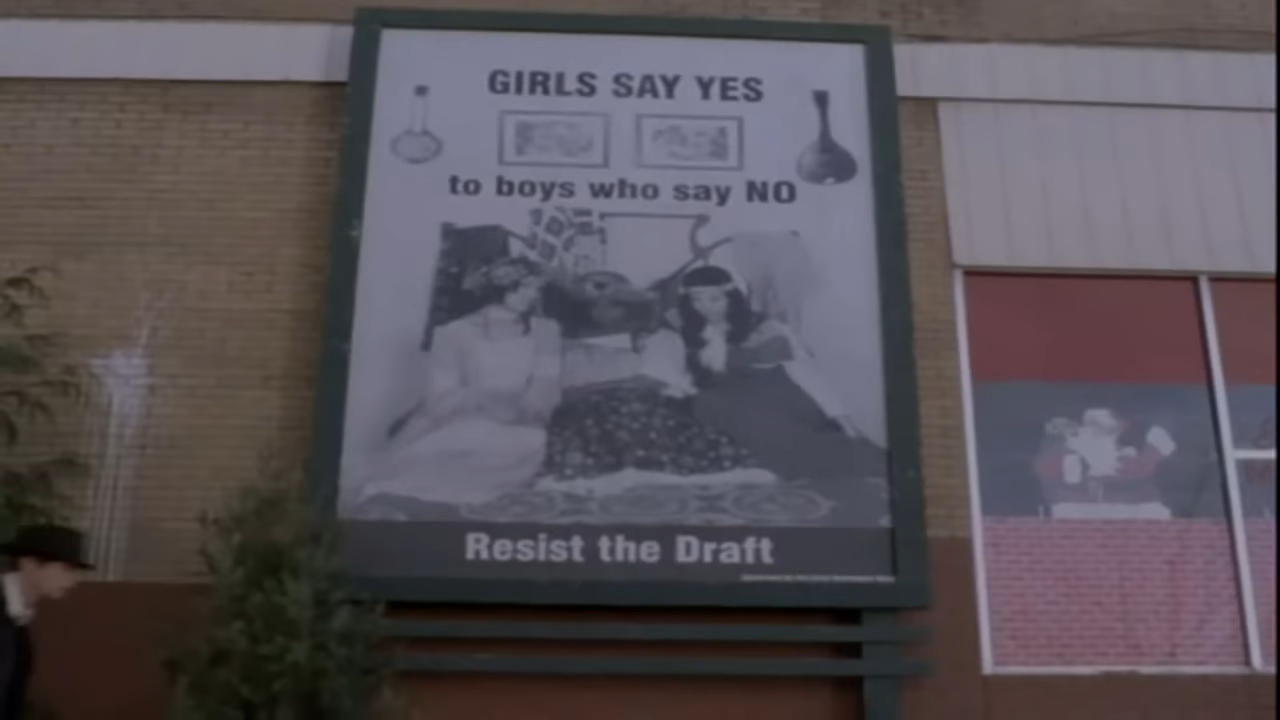 GIRLS SAY YES
to boys who say NO
Resist the Draft